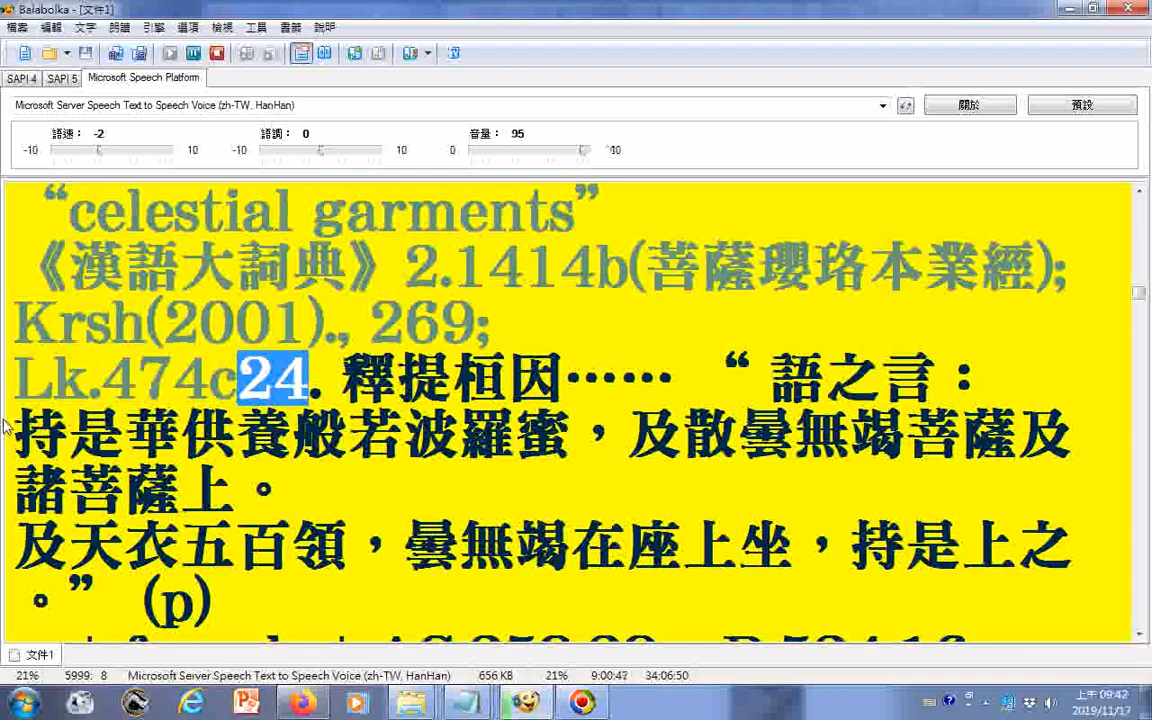 Balabolka - [文件1]
檔案 編輯 文字 朗讀 引擎 選項 檢視 工具 書籤 說明
SAPI 4 SAPI 5 Microsoft Speech Platform
Microsoft Server Speech Text to Speech Voice (zh-TW, HanHan) 關於 預設
語速： -2 語調： 0 音量： 95
-10 10 -10 10 0 100
“celestial garments”
《漢語大詞典》2.1414b(菩薩瓔珞本業經);
Krsh(2001)., 269;
Lk.474c24. 釋提桓因…… “ 語之言：
持是華供養般若波羅蜜，及散曇無竭菩薩及
諸菩薩上。
及天衣五百領，曇無竭在座上坐，持是上之
。” (p)
文件1
21% 5999: 8 Microsoft Server Speech Text to Speech Voice (zh-TW, HanHan) 656 KB 21% 9:00:47 34:06:50
上午 09:42
2019/11/17